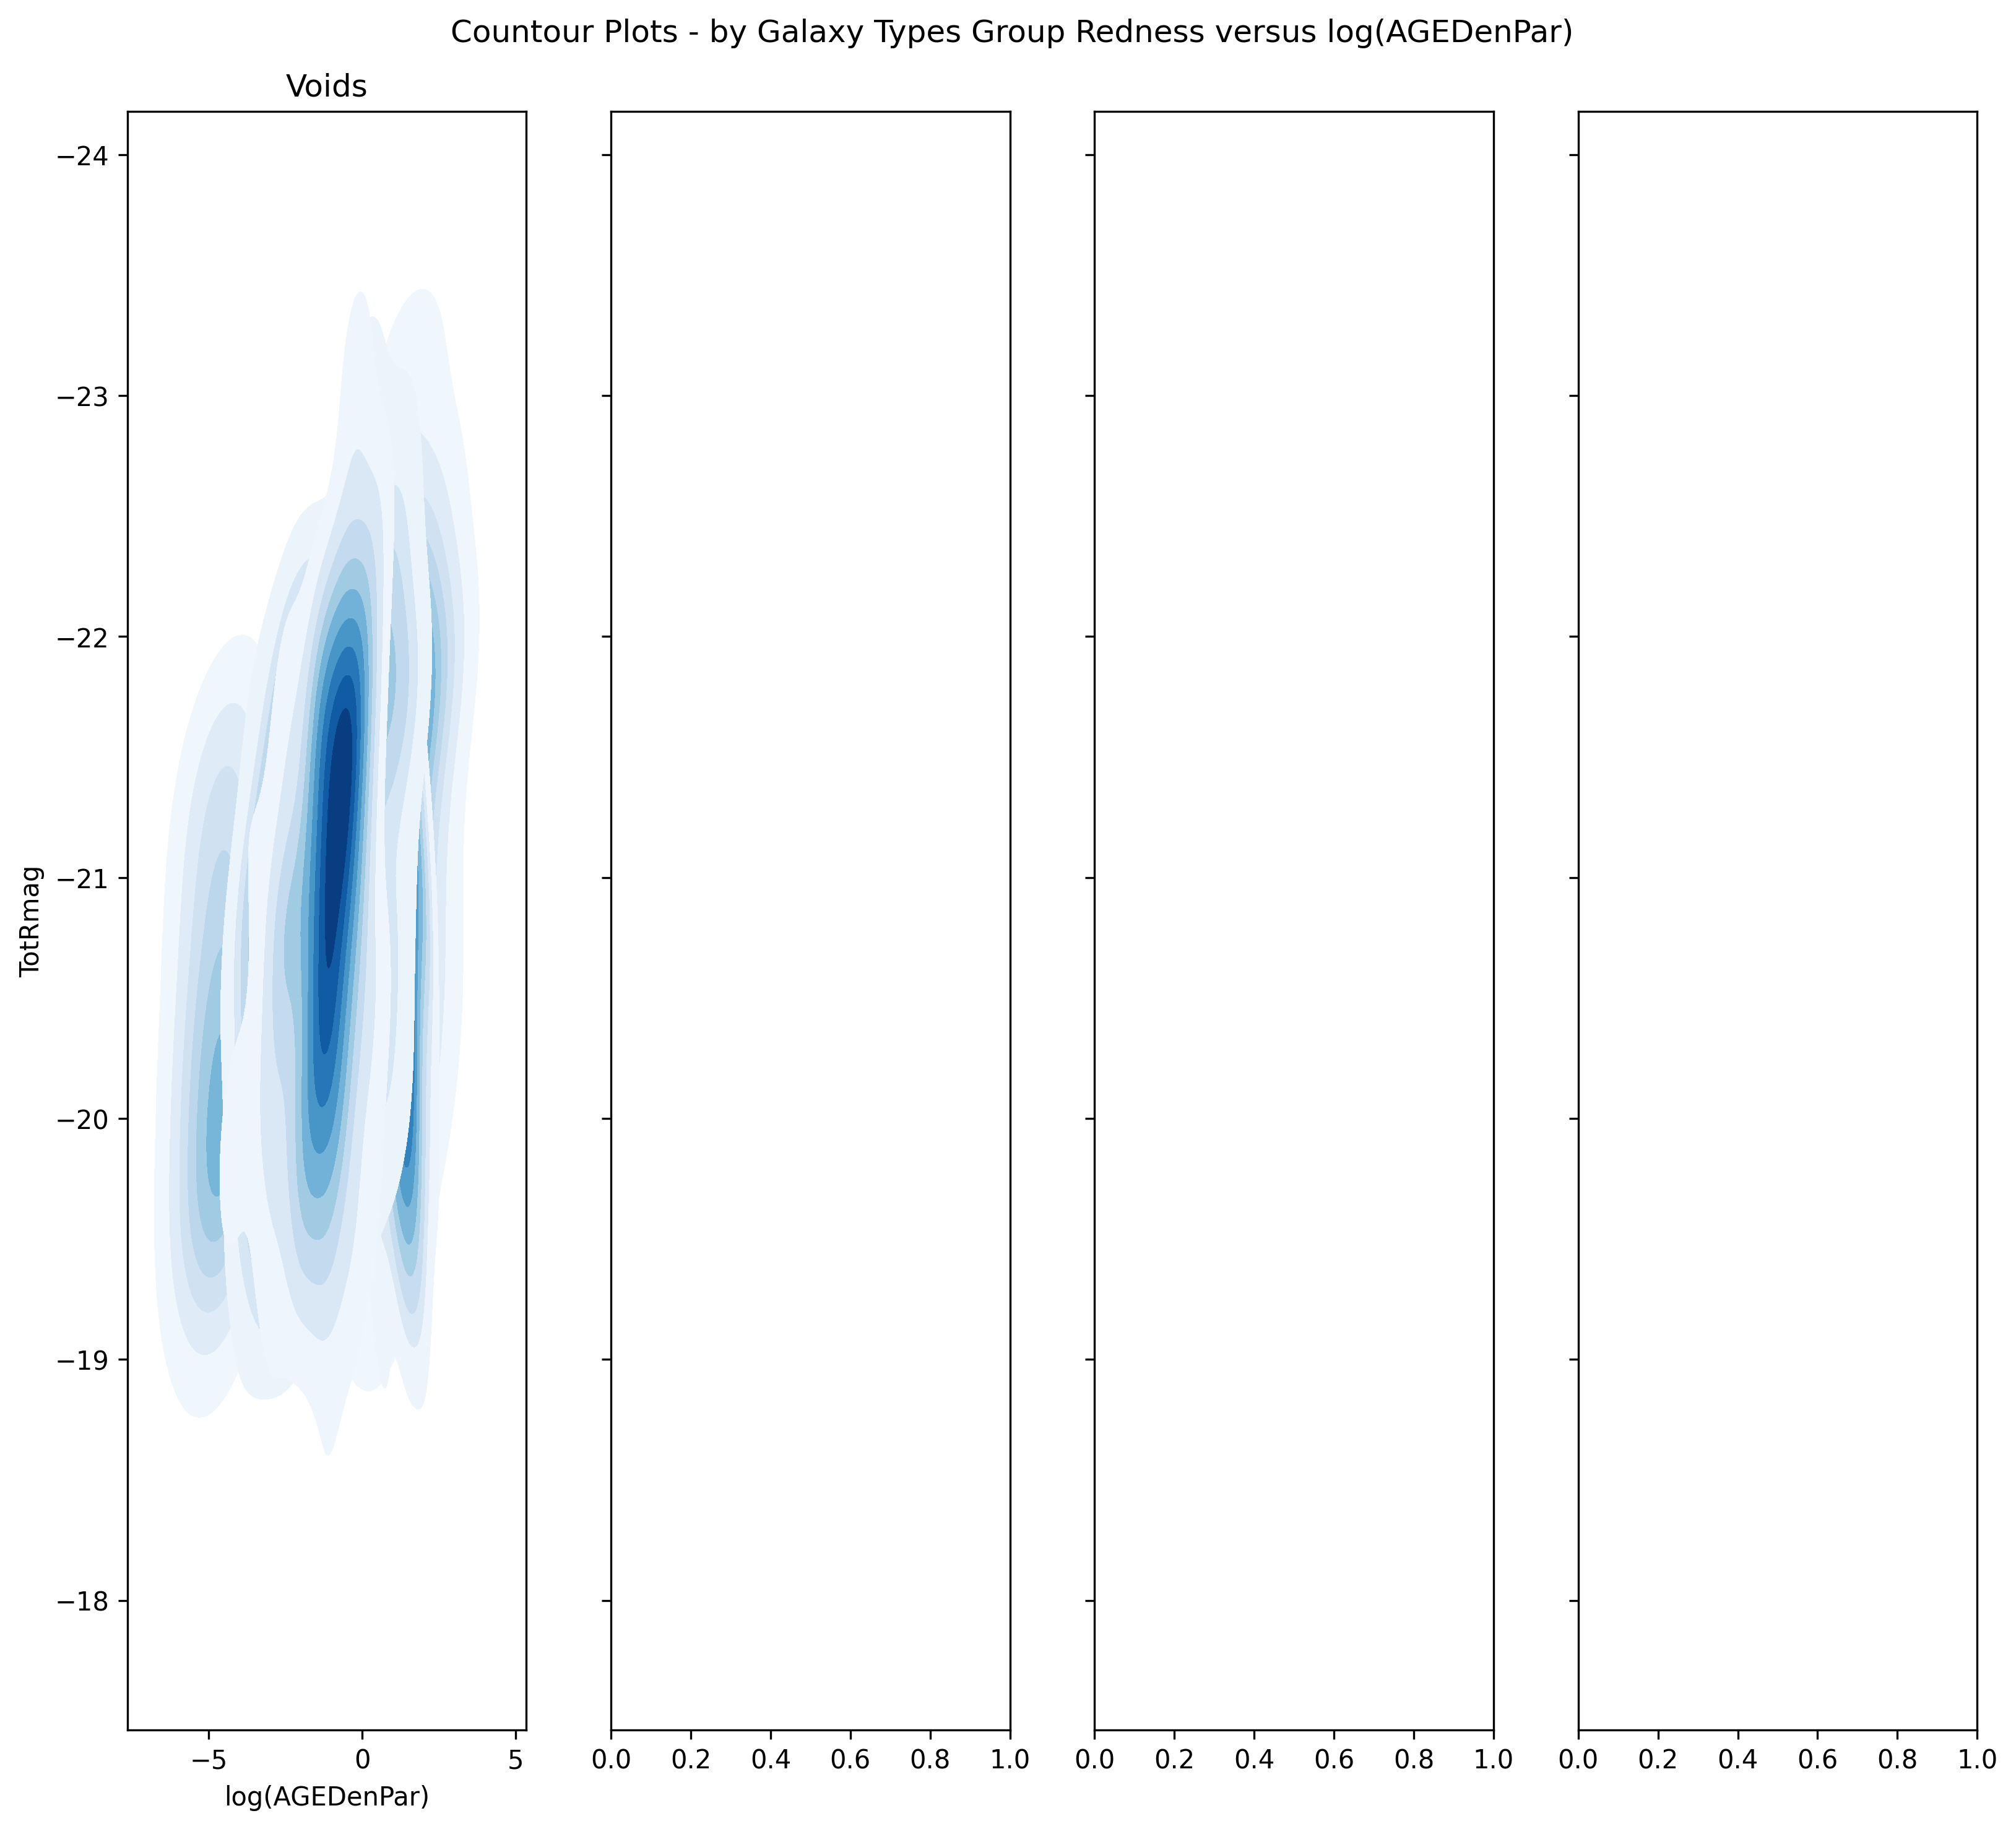 Countour Plots - by Galaxy Types Group Redness versus log(AGEDenPar)
Voids
−24
−23
−22
−21
−20
−19
−18
TotRmag
−5 0 5
0.0 0.2 0.4 0.6 0.8 1.0
0.0 0.2 0.4 0.6 0.8 1.0
0.0 0.2 0.4 0.6 0.8 1.0
log(AGEDenPar)